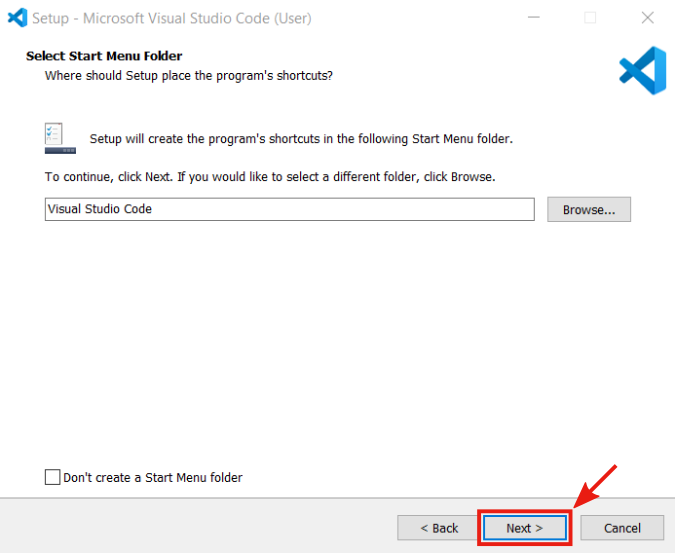 Setup - Microsoft Visual Studio Code (User)
Select Start Menu Folder
Where should Setup place the program's shortcuts?
Setup will create the program's shortcuts in the following Start Menu folder.
To continue, click Next. If you would like to select a different folder, click Browse.
Visual Studio Code
Browse...
Don't create a Start Menu folder
< Back
Next >
Cancel